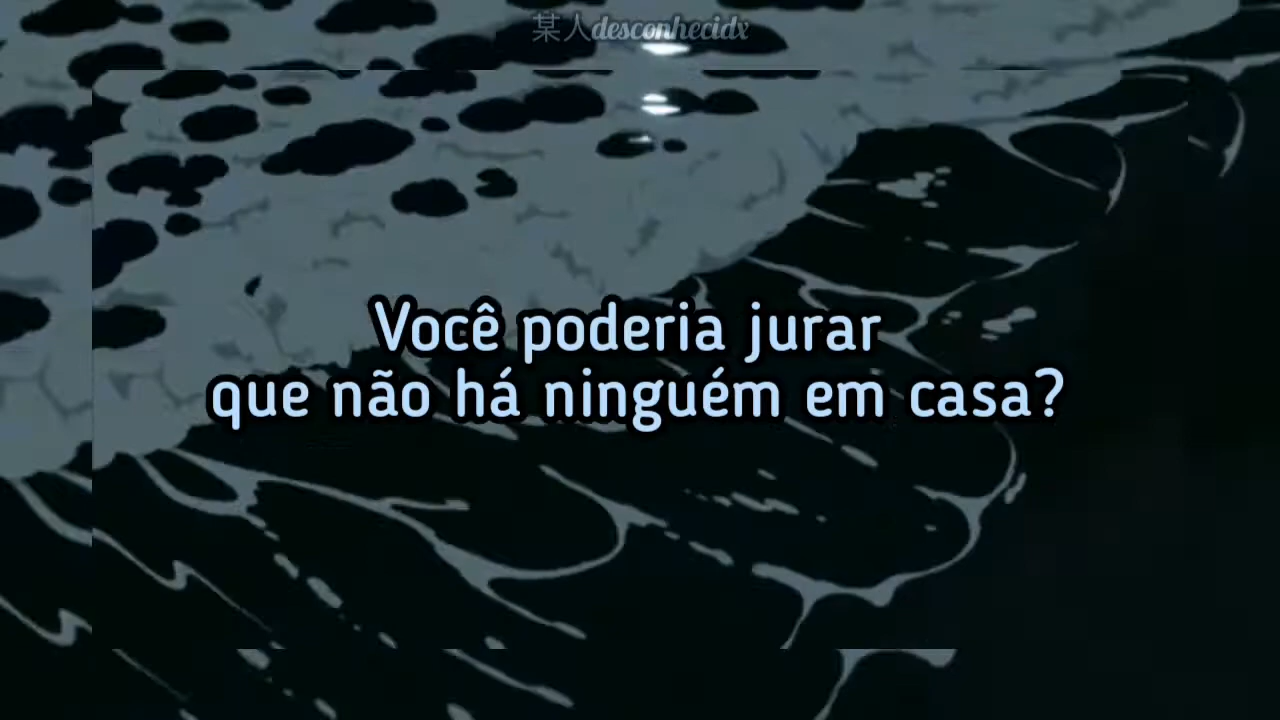 某人desconhecidx
Você poderia jurar
que não há ninguém em casa?